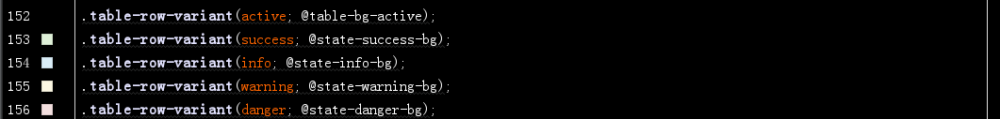 152 .table-row-variant(active; @table-bg-active);
153 .table-row-variant(success; @state-success-bg);
154 .table-row-variant(info; @state-info-bg);
155 .table-row-variant(warning; @state-warning-bg);
156 .table-row-variant(danger; @state-danger-bg);